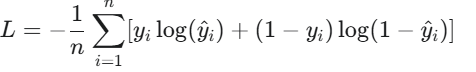 L = -\frac{1}{n} \sum_{i=1}^{n} [y_i \log(\hat{y}_i) + (1 - y_i) \log(1 - \hat{y}_i)]